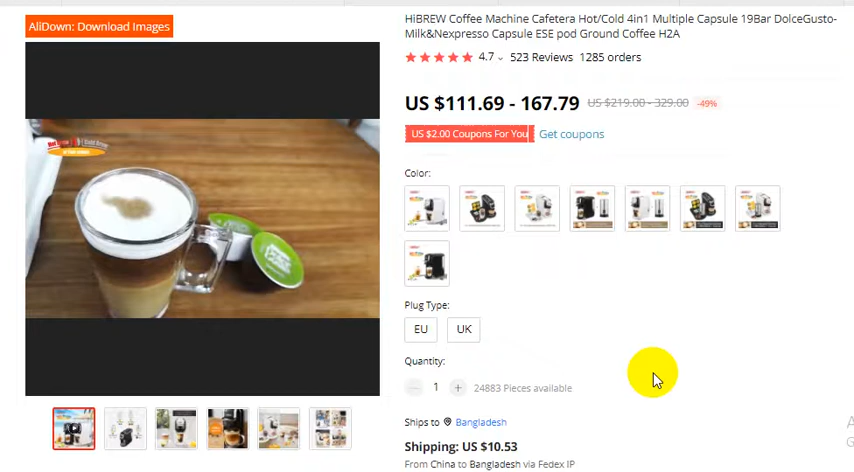 AliDown: Download Images
HiBREW Coffee Machine Cafetera Hot/Cold 4in1 Multiple Capsule 19Bar DolceGusto-
Milk&Nexpresso Capsule ESE pod Ground Coffee H2A
4.7 523 Reviews 1285 orders
US $111.69 - 167.79 US $219.00 - 329.00 -49%
US $2.00 Coupons For You Get coupons
Color:
Plug Type:
EU UK
Quantity:
1 24883 Pieces available
Ships to Bangladesh
Shipping: US $10.53
From China to Bangladesh via Fedex IP